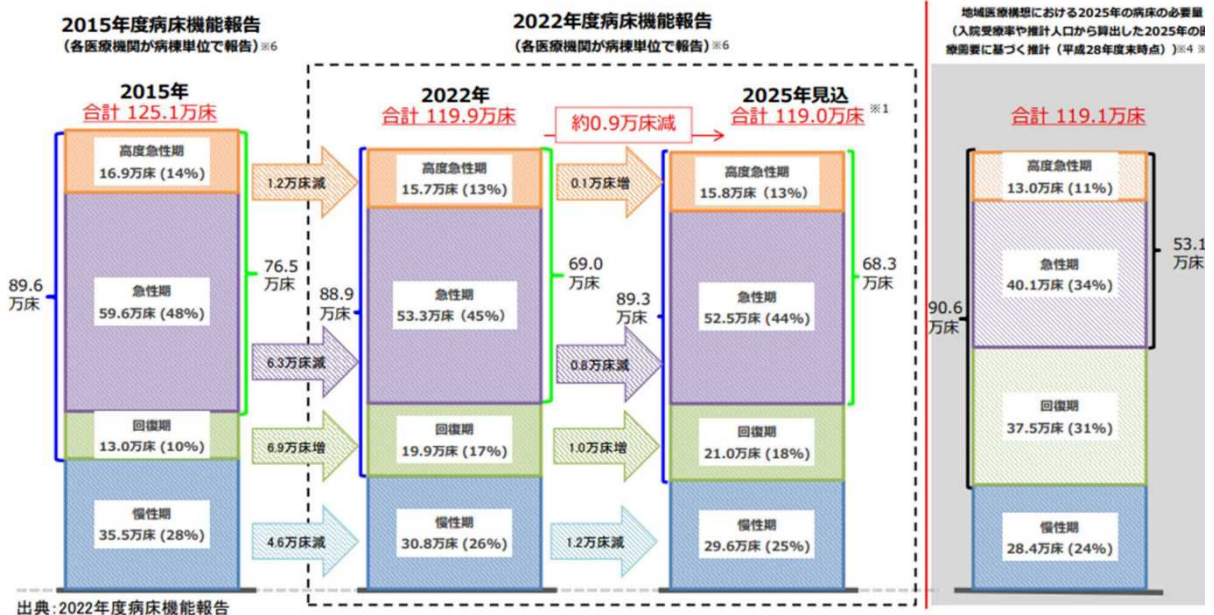 2015年度病床機能報告
(各医療機関が病棟単位で報告)※6
2015年
合計 125.1万床
高度急性期
16.9万床 (14%)
急性期
59.6万床 (48%)
回復期
13.0万床 (10%)
慢性期
35.5万床 (28%)
89.6
万床
76.5
万床
1.2万床減
6.3万床減
6.9万床増
4.6万床減
2022年度病床機能報告
(各医療機関が病棟単位で報告)※6
2022年
合計 119.9万床
高度急性期
15.7万床 (13%)
急性期
53.3万床 (45%)
回復期
19.9万床 (17%)
慢性期
30.8万床 (26%)
88.9
万床
69.0
万床
約0.9万床減
0.1万床増
0.8万床減
1.0万床増
1.2万床減
2025年見込
合計 119.0万床 ※1
高度急性期
15.8万床 (13%)
急性期
52.5万床 (44%)
回復期
21.0万床 (18%)
慢性期
29.6万床 (25%)
89.3
万床
68.3
万床
地域医療構想における2025年の病床の必要量
(入院受療率や推計人口から算出した2025年の医
療需要に基づく推計(平成28年度末時点))※4 ※
合計 119.1万床
高度急性期
13.0万床 (11%)
急性期
40.1万床 (34%)
回復期
37.5万床 (31%)
慢性期
28.4万床 (24%)
90.6
万床
53.1
万床
出典:2022年度病床機能報告